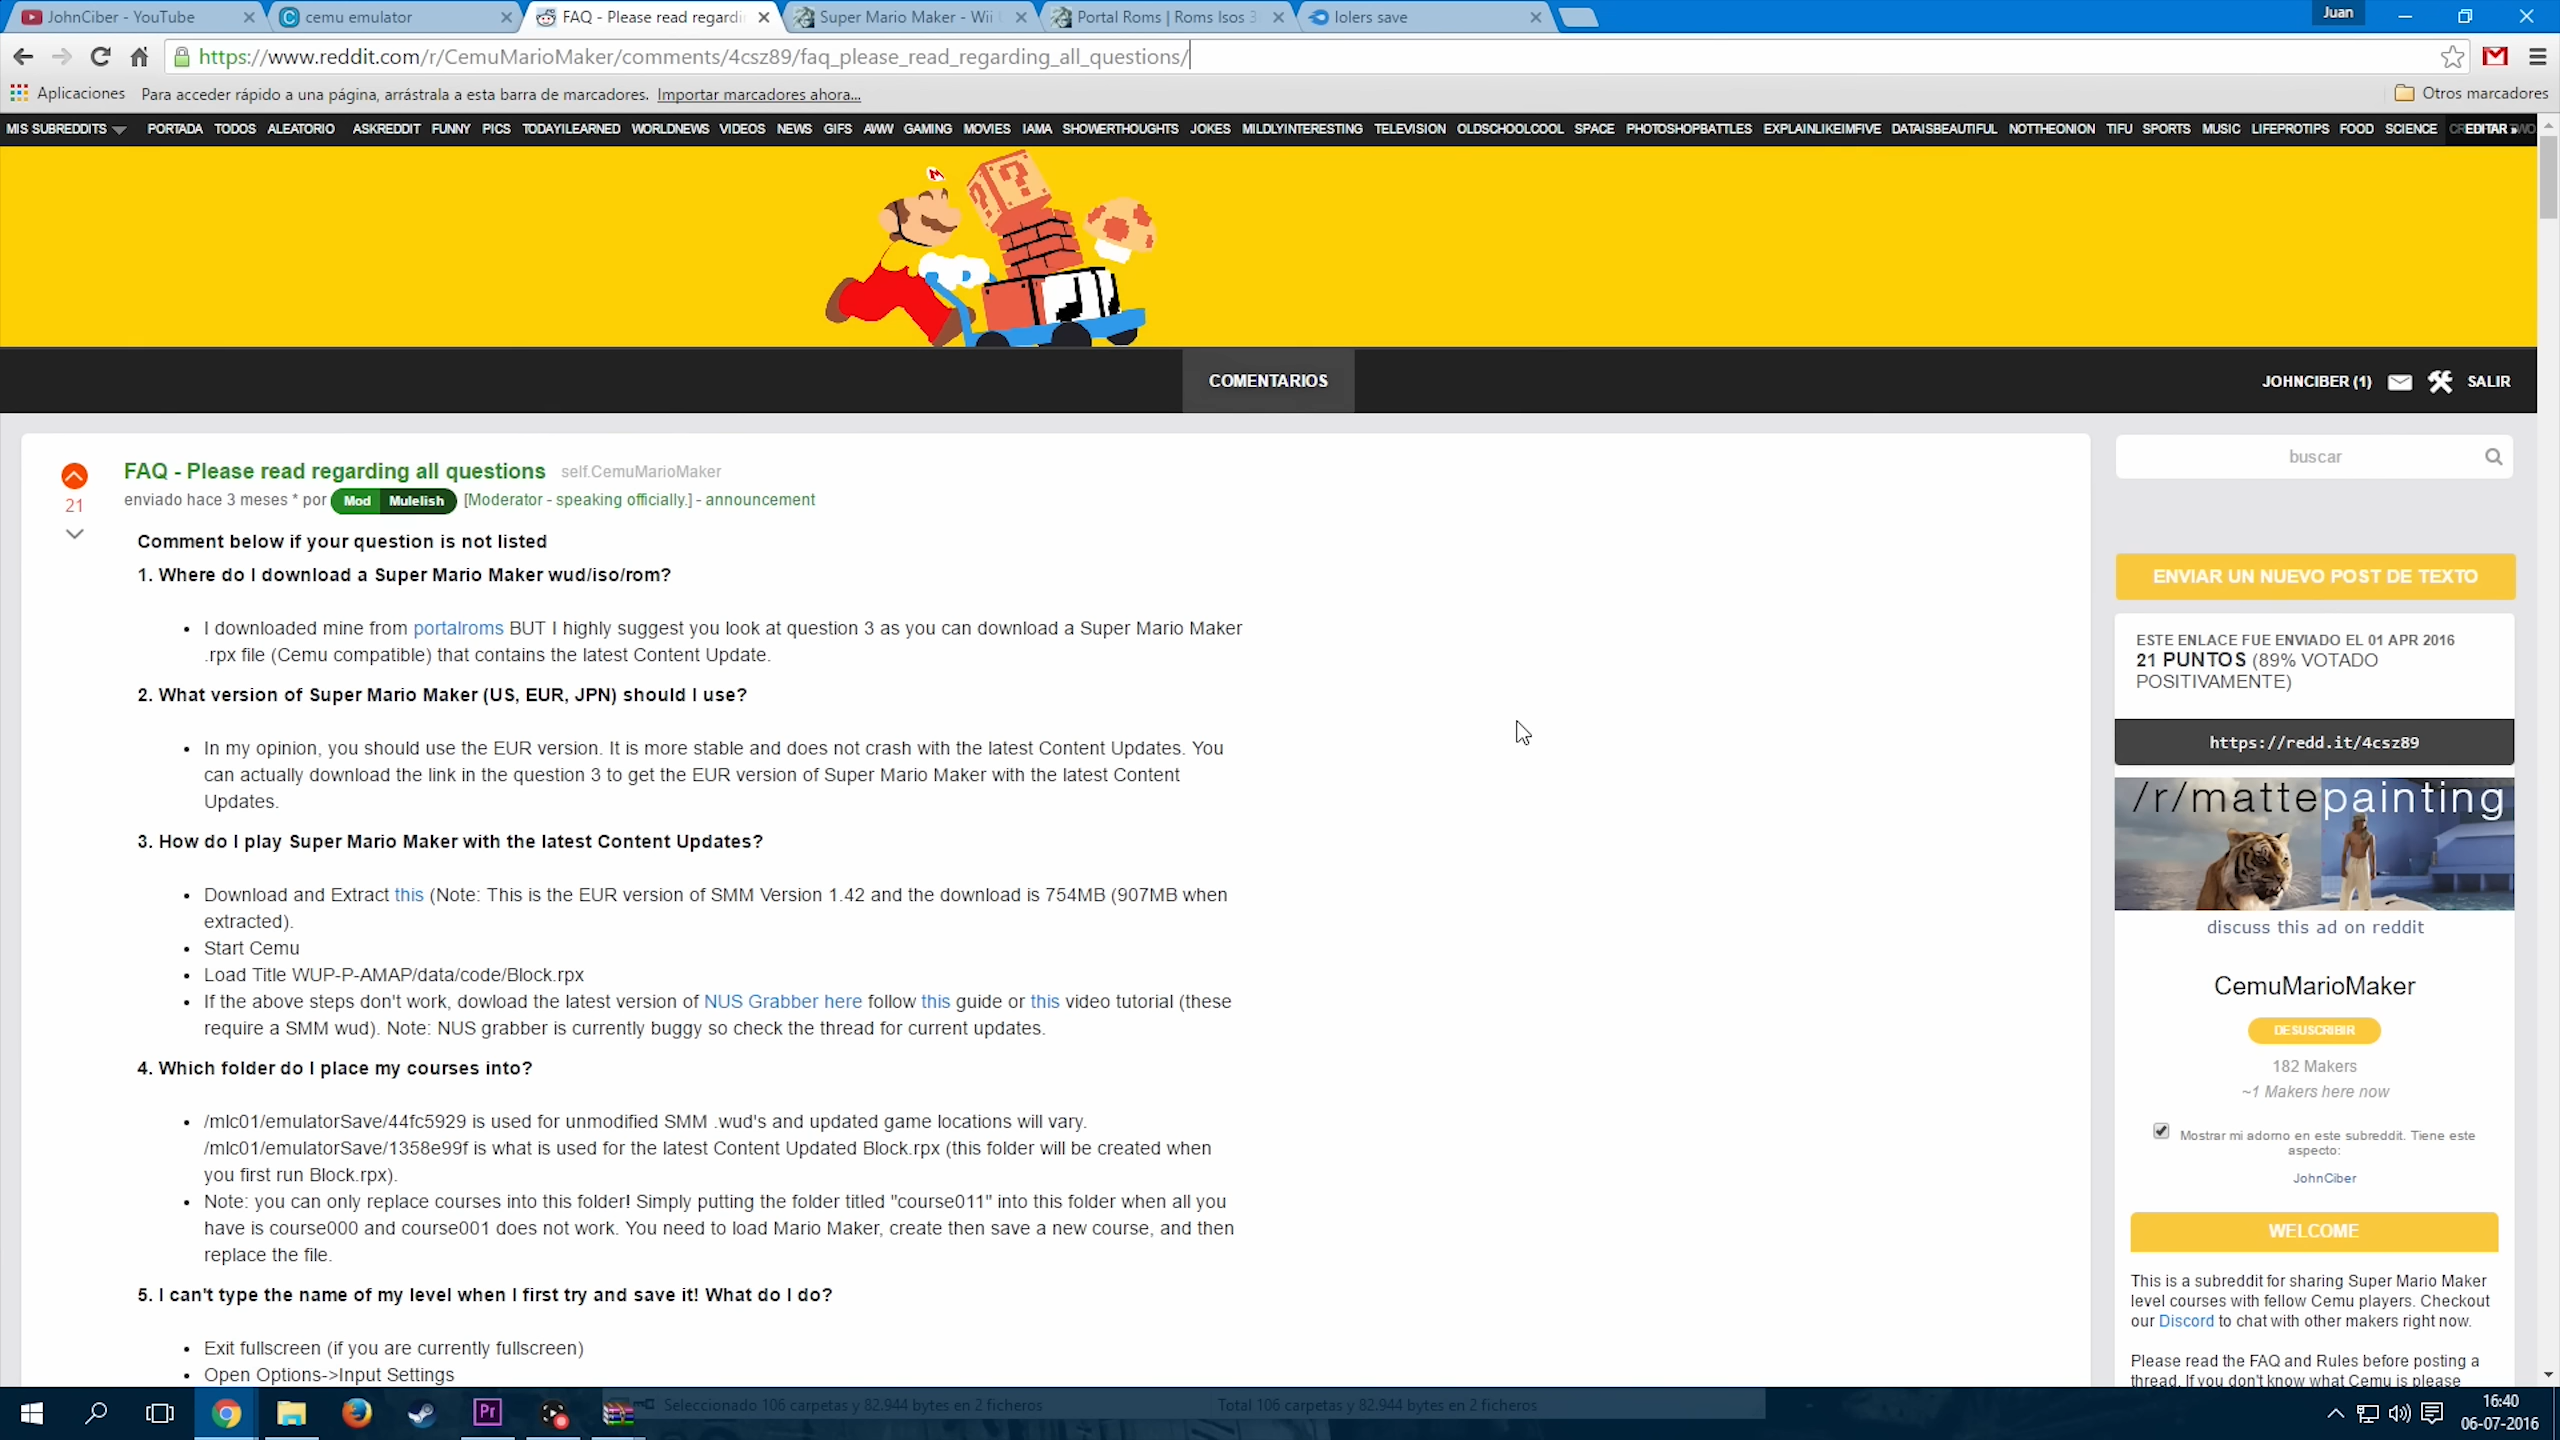 JohnCiber - YouTube
cemu emulator
FAQ - Please read regardi
Super Mario Maker - Wii
Portal Roms | Roms Isos 3
lolers save
Juan
https://www.reddit.com/r/CemuMarioMaker/comments/4csz89/faq_please_read_regarding_all_questions/
Aplicaciones
Para acceder rápido a una página, arrástrala a esta barra de marcadores. Importar marcadores ahora...
Otros marcadores
MIS SUBREDDITS PORTADA TODOS ALEATORIO ASKREDDIT FUNNY PICS TODAYILEARNED WORLDNEWS VIDEOS NEWS GIFS AWW GAMING MOVIES IAMA SHOWERTHOUGHTS JOKES MILDLYINTERESTING TELEVISION OLDSCHOOLCOOL SPACE PHOTOSHOPBATTLES EXPLAINLIKEIMFIVE DATAISBEAUTIFUL NOTTHEONION TIFU SPORTS MUSIC LIFEPROTIPS FOOD SCIENCE EDITAR »
COMENTARIOS
JOHNCIBER (1)
SALIR
FAQ - Please read regarding all questions self.CemuMarioMaker
21
enviado hace 3 meses * por Mod Mulelish [Moderator - speaking officially.] - announcement
Comment below if your question is not listed
1. Where do I download a Super Mario Maker wud/iso/rom?
• I downloaded mine from portalroms BUT I highly suggest you look at question 3 as you can download a Super Mario Maker
.rpx file (Cemu compatible) that contains the latest Content Update.
2. What version of Super Mario Maker (US, EUR, JPN) should I use?
• In my opinion, you should use the EUR version. It is more stable and does not crash with the latest Content Updates. You
can actually download the link in the question 3 to get the EUR version of Super Mario Maker with the latest Content
Updates.
3. How do I play Super Mario Maker with the latest Content Updates?
• Download and Extract this (Note: This is the EUR version of SMM Version 1.42 and the download is 754MB (907MB when
extracted).
• Start Cemu
• Load Title WUP-P-AMAP/data/code/Block.rpx
• If the above steps don't work, dowload the latest version of NUS Grabber here follow this guide or this video tutorial (these
require a SMM wud). Note: NUS grabber is currently buggy so check the thread for current updates.
4. Which folder do I place my courses into?
• /mlc01/emulatorSave/44fc5929 is used for unmodified SMM .wud's and updated game locations will vary.
/mlc01/emulatorSave/1358e99f is what is used for the latest Content Updated Block.rpx (this folder will be created when
you first run Block.rpx).
• Note: you can only replace courses into this folder! Simply putting the folder titled "course011" into this folder when all you
have is course000 and course001 does not work. You need to load Mario Maker, create then save a new course, and then
replace the file.
5. I can't type the name of my level when I first try and save it! What do I do?
• Exit fullscreen (if you are currently fullscreen)
• Open Options->Input Settings
buscar
ENVIAR UN NUEVO POST DE TEXTO
ESTE ENLACE FUE ENVIADO EL 01 APR 2016
21 PUNTOS (89% VOTADO
POSITIVAMENTE)
https://redd.it/4csz89
/r/mattepainting
discuss this ad on reddit
CemuMarioMaker
DESUSCRIBIR
182 Makers
~1 Makers here now
Mostrar mi adorno en este subreddit. Tiene este
aspecto:
JohnCiber
WELCOME
This is a subreddit for sharing Super Mario Maker
level courses with fellow Cemu players. Checkout
our Discord to chat with other makers right now.
Please read the FAQ and Rules before posting a
thread. If you don't know what Cemu is please
Pr
Seleccionado 106 carpetas y 82.944 bytes en 2 ficheros
Total 106 carpetas y 82.944 bytes en 2 ficheros
16:40
06-07-2016